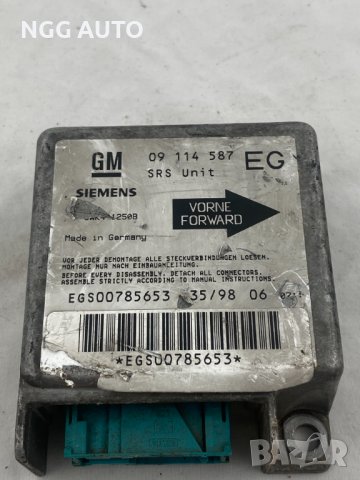 NGG AUTO
GM
09 114 587 EG
SRS Unit
SIEMENS
VORNE
FORWARD
Made in Germany
VOR JEDER DEMONTAGE ALLE STECKVERBINDUNGEN LOESEN.
MONTAGE NUR NACH EINBAUANLEITUNG.
BEFORE EVERY DISASSEMBLY, DETACH ALL CONNECTORS.
ASSEMBLE STRICTLY ACCORDING TO MANUAL INSTRUCTIONS.
EGS00785653 35/98 06
*EGS00785653*
BAZAR